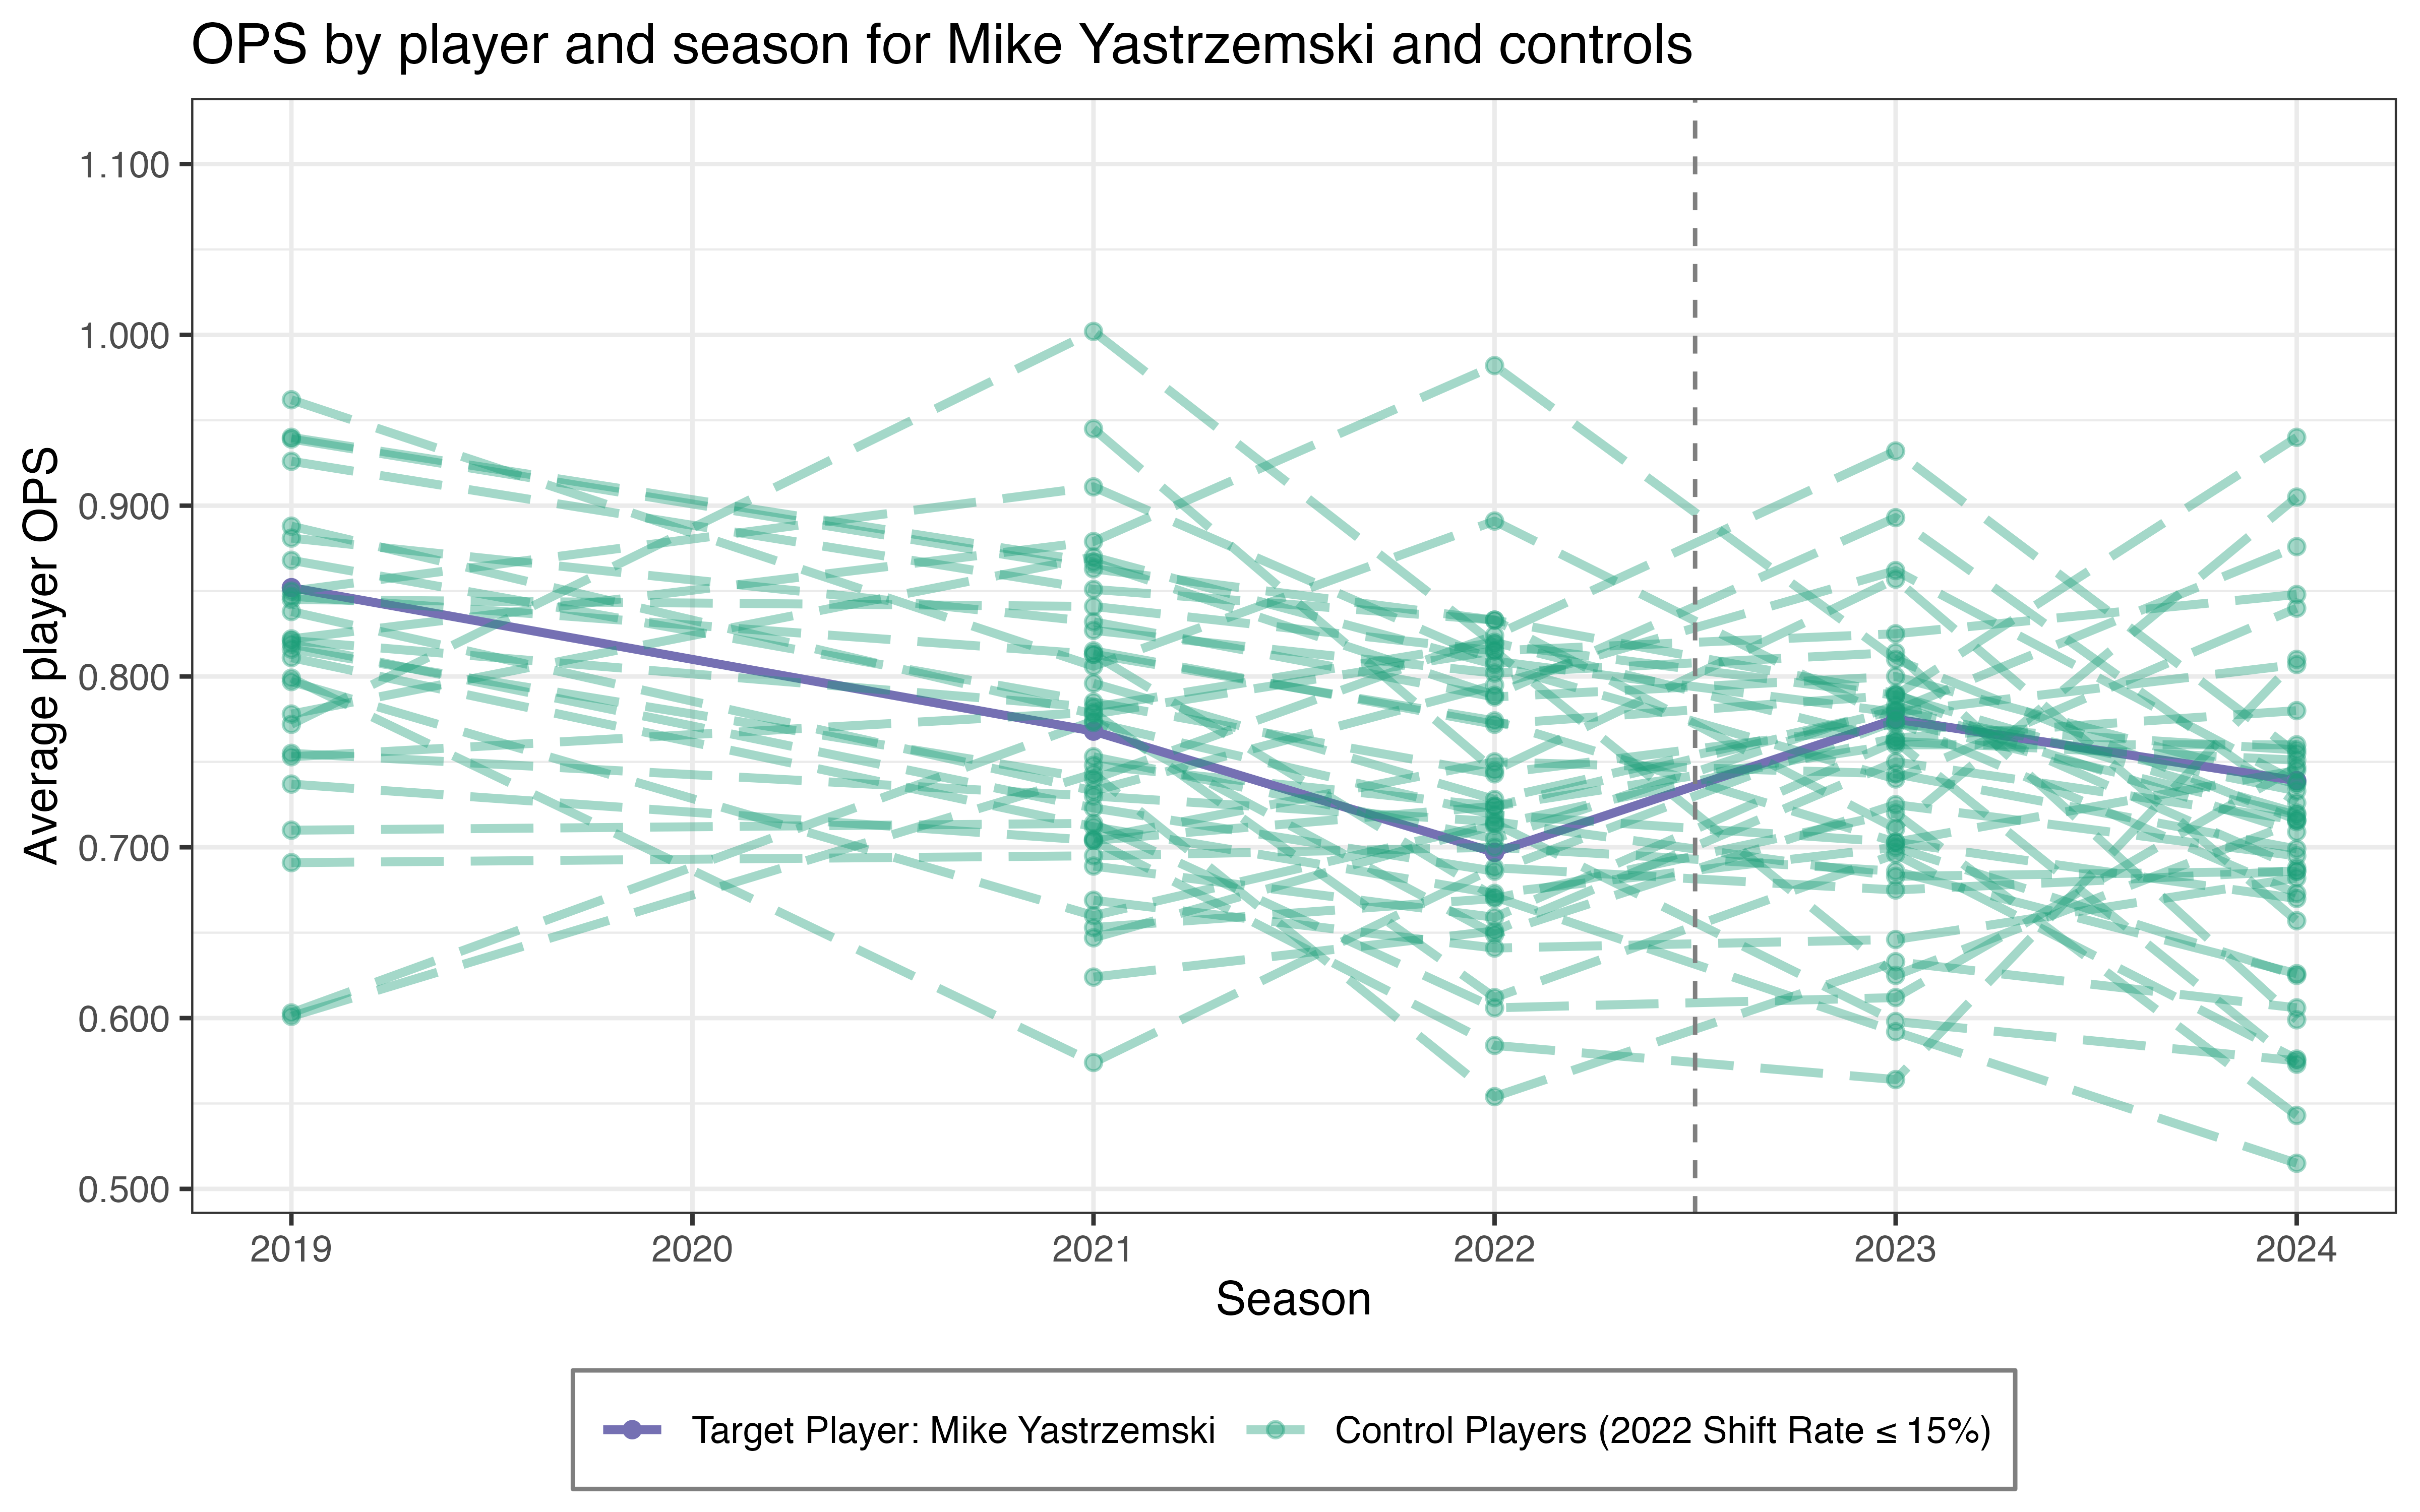 OPS by player and season for Mike Yastrzemski and controls
Average player OPS
1.100
1.000
0.900
0.800
0.700
0.600
0.500
2019 2020 2021 2022 2023 2024
Season
Target Player: Mike Yastrzemski Control Players (2022 Shift Rate ≤ 15%)